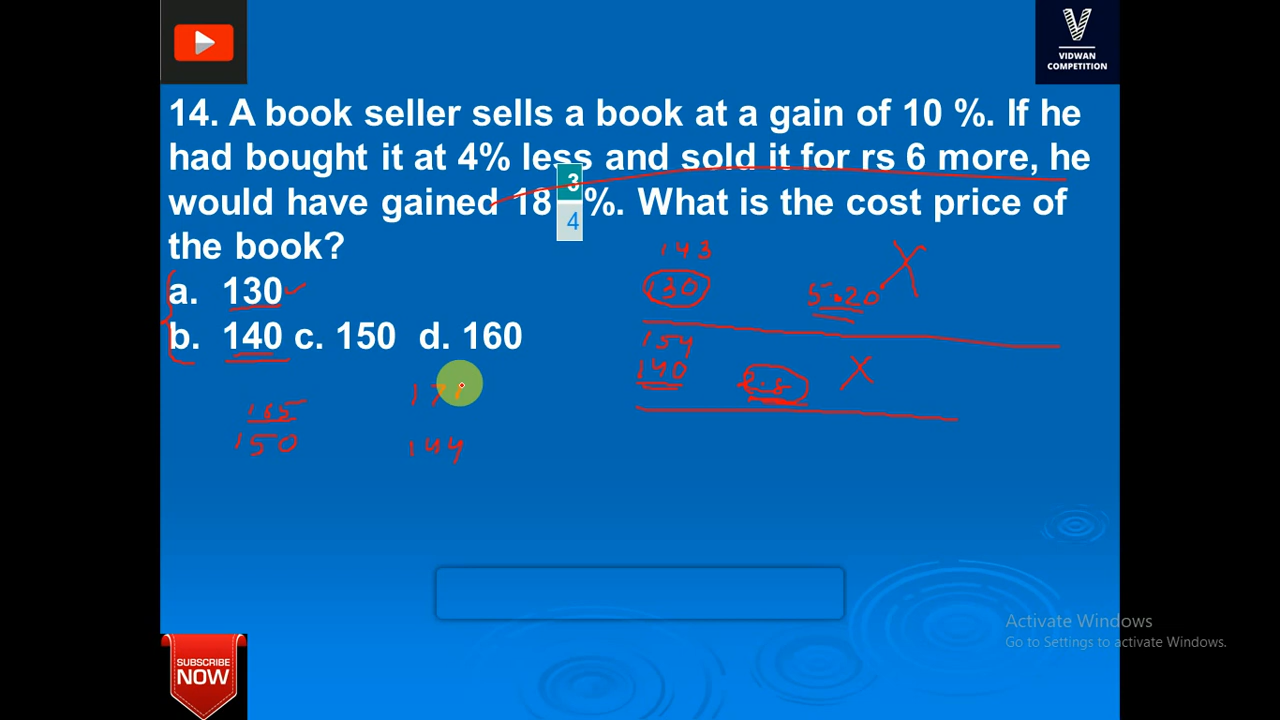 VIDWAN
COMPETITION
14. A book seller sells a book at a gain of 10 %. If he
had bought it at 4% less and sold it for rs 6 more, he
would have gained 18 3/4 %. What is the cost price of
the book?
a. 130
b. 140 c. 150 d. 160
143
130
5.20
154
140
165
150
171
144
Activate Windows
Go to Settings to activate Windows.
SUBSCRIBE
NOW